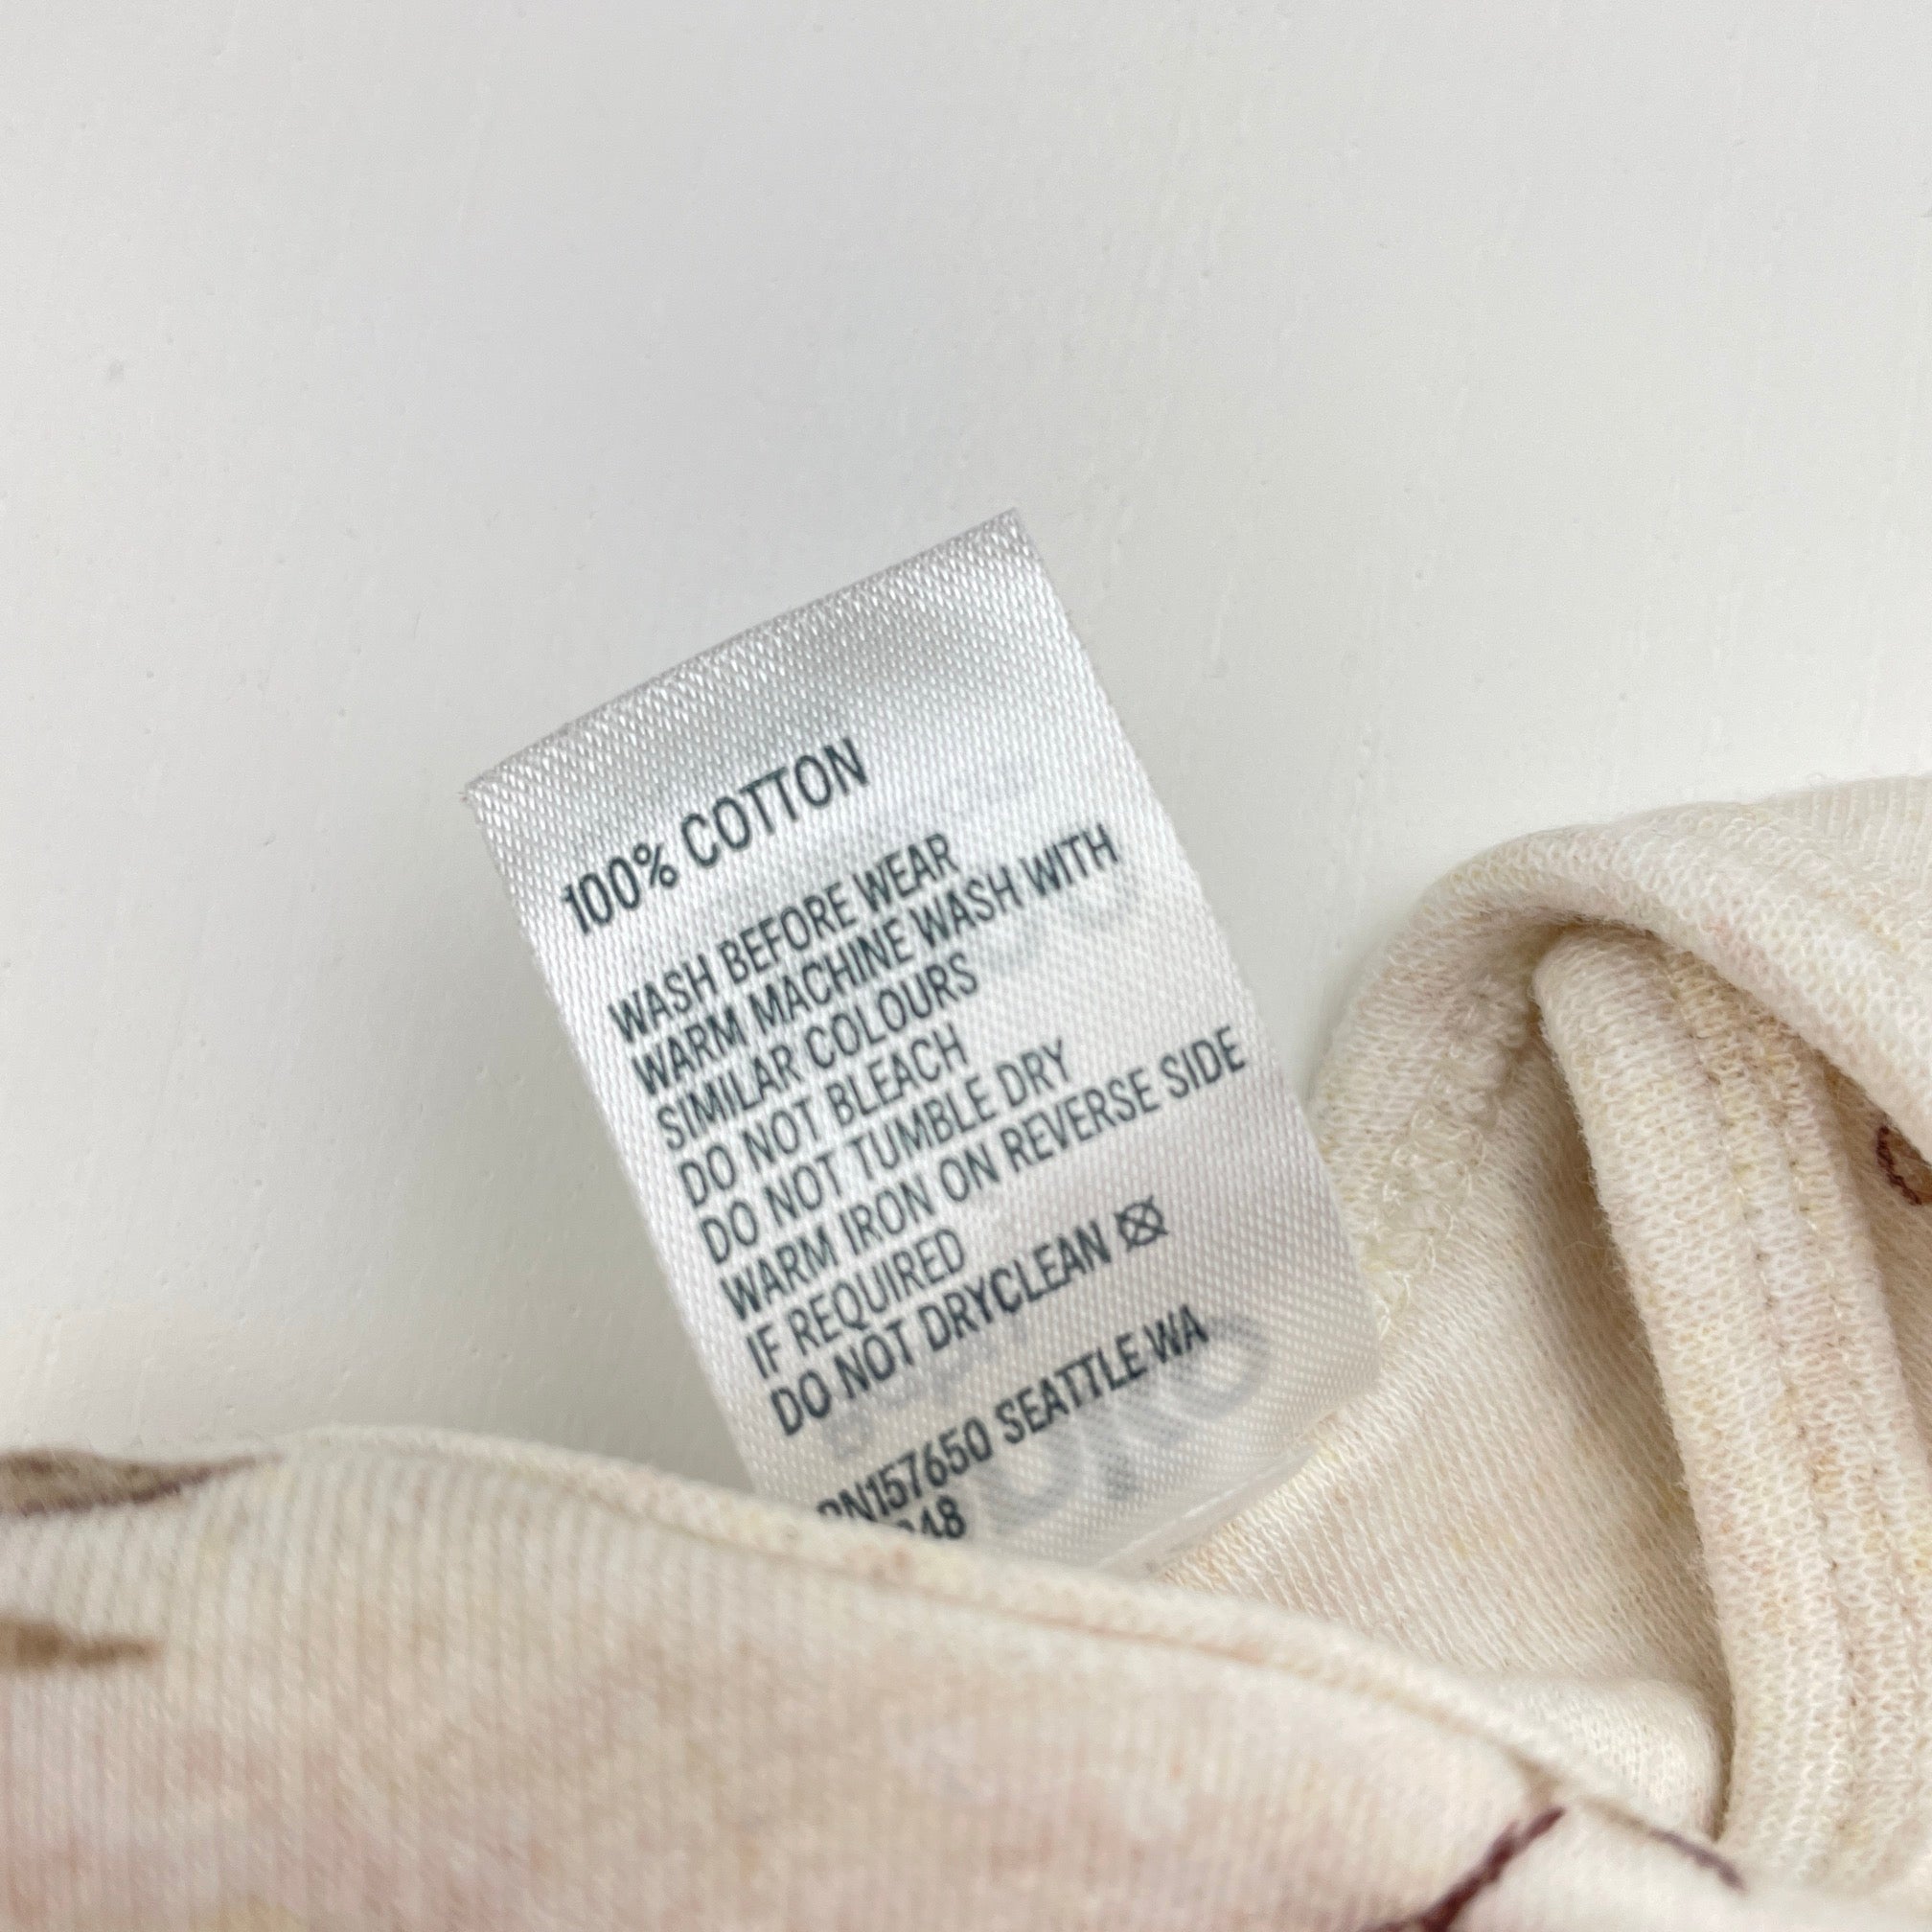 100% COTTON
WASH BEFORE WEAR
WARM MACHINE WASH WITH
SIMILAR COLOURS
DO NOT BLEACH
DO NOT TUMBLE DRY
WARM IRON ON REVERSE SIDE
IF REQUIRED
DO NOT DRYCLEAN
RN157650 SEATTLE WA